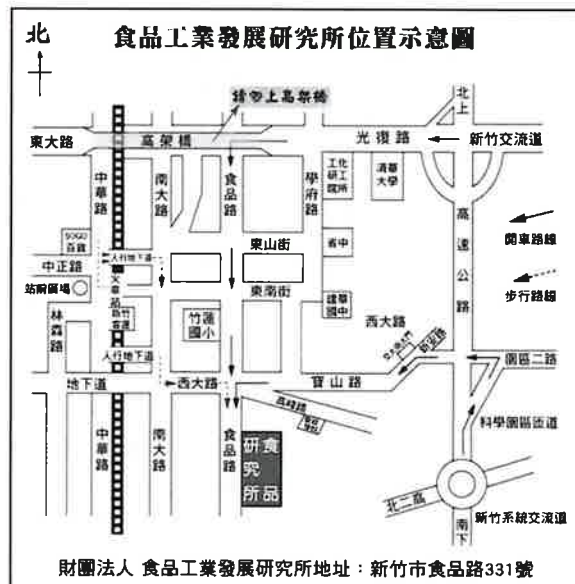 北
食品工業發展研究所位置示意圖
請勿上高架橋
北上
東大路
高架橋
光復路
新竹交流道
中華路
南大路
食品路
學府路
工研院
化工所
清華大學
高速公路
SOGO百貨
東山街
省中
開車路線
人行地下道
中正路
火車站
站前廣場
東南街
建華國中
步行路線
林森路
新竹客運
竹蓮國小
西大路
園區二路
人行地下道
地下道
西大路
寶山路
高峰路
科學園區匝道
中華路
南大路
食品路
食品研究所
北二高
南下
新竹系統交流道
財團法人 食品工業發展研究所地址：新竹市食品路331號